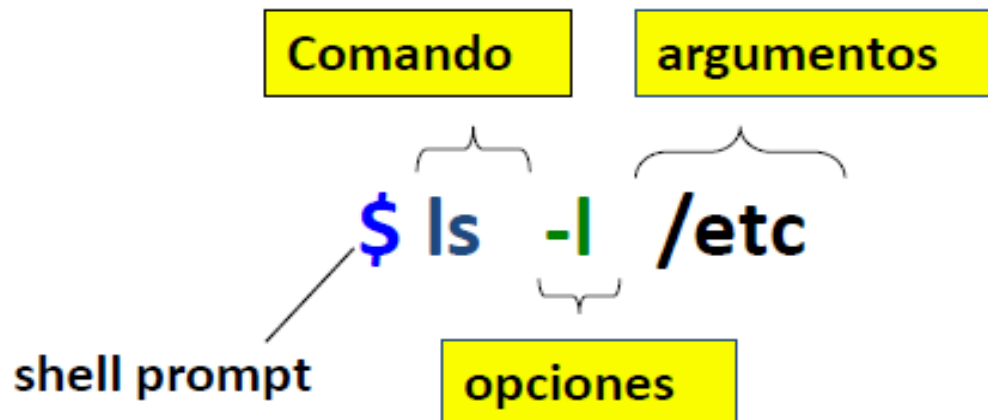 Comando argumentos
$ ls -l /etc
shell prompt opciones